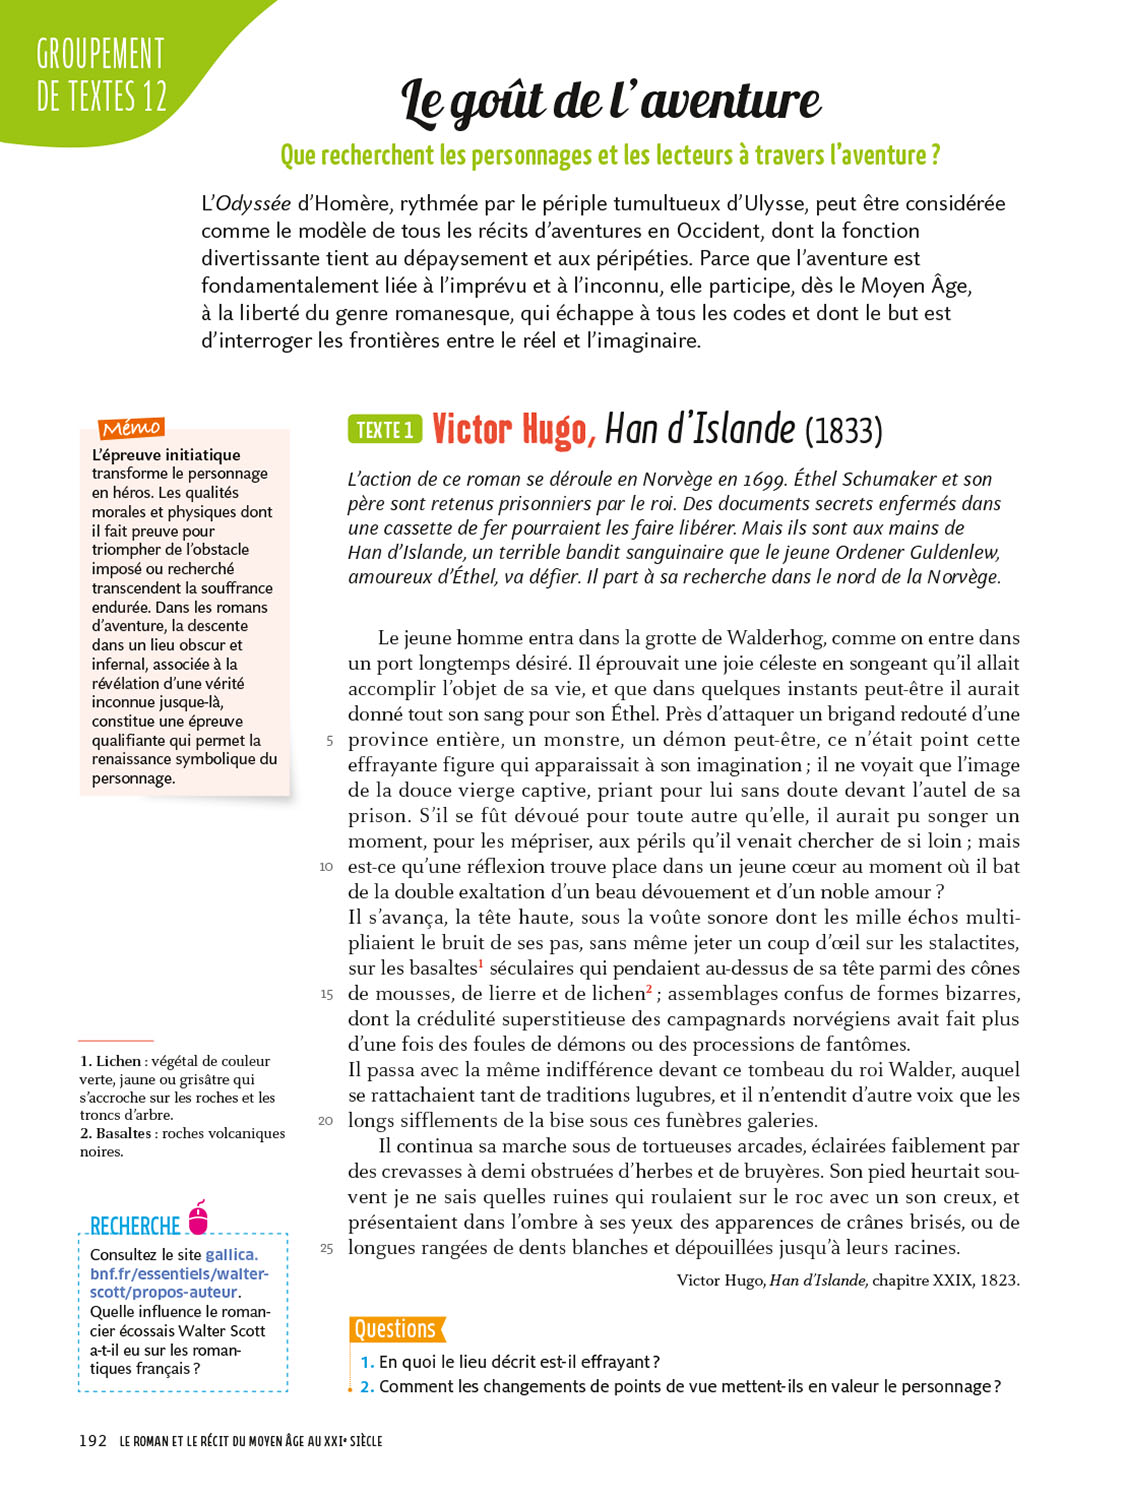 GROUPEMENT
DE TEXTES 12
Le goût de l'aventure
Que recherchent les personnages et les lecteurs à travers l'aventure ?
L'Odyssée d'Homère, rythmée par le périple tumultueux d'Ulysse, peut être considérée
comme le modèle de tous les récits d'aventures en Occident, dont la fonction
divertissante tient au dépaysement et aux péripéties. Parce que l'aventure est
fondamentalement liée à l'imprévu et à l'inconnu, elle participe, dès le Moyen Âge,
à la liberté du genre romanesque, qui échappe à tous les codes et dont le but est
d'interroger les frontières entre le réel et l'imaginaire.
Mémo
L'épreuve initiatique
transforme le personnage
en héros. Les qualités
morales et physiques dont
il fait preuve pour
triompher de l'obstacle
imposé ou recherché
transcendent la souffrance
endurée. Dans les romans
d'aventure, la descente
dans un lieu obscur et
infernal, associée à la
révélation d'une vérité
inconnue jusque-là,
constitue une épreuve
qualifiante qui permet la
renaissance symbolique du
personnage.
TEXTE 1 Victor Hugo, Han d'Islande (1833)
L'action de ce roman se déroule en Norvège en 1699. Éthel Schumaker et son
père sont retenus prisonniers par le roi. Des documents secrets enfermés dans
une cassette de fer pourraient les faire libérer. Mais ils sont aux mains de
Han d'Islande, un terrible bandit sanguinaire que le jeune Ordener Guldenlew,
amoureux d'Éthel, va défier. Il part à sa recherche dans le nord de la Norvège.
Le jeune homme entra dans la grotte de Walderhog, comme on entre dans
un port longtemps désiré. Il éprouvait une joie céleste en songeant qu'il allait
accomplir l'objet de sa vie, et que dans quelques instants peut-être il aurait
donné tout son sang pour son Éthel. Près d'attaquer un brigand redouté d'une
5 province entière, un monstre, un démon peut-être, ce n'était point cette
effrayante figure qui apparaissait à son imagination ; il ne voyait que l'image
de la douce vierge captive, priant pour lui sans doute devant l'autel de sa
prison. S'il se fût dévoué pour toute autre qu'elle, il aurait pu songer un
moment, pour les mépriser, aux périls qu'il venait chercher de si loin ; mais
10 est-ce qu'une réflexion trouve place dans un jeune cœur au moment où il bat
de la double exaltation d'un beau dévouement et d'un noble amour ?
Il s'avança, la tête haute, sous la voûte sonore dont les mille échos multi-
pliaient le bruit de ses pas, sans même jeter un coup d'œil sur les stalactites,
sur les basaltes1 séculaires qui pendaient au-dessus de sa tête parmi des cônes
15 de mousses, de lierre et de lichen2 ; assemblages confus de formes bizarres,
dont la crédulité superstitieuse des campagnards norvégiens avait fait plus
d'une fois des foules de démons ou des processions de fantômes.
Il passa avec la même indifférence devant ce tombeau du roi Walder, auquel
se rattachaient tant de traditions lugubres, et il n'entendit d'autre voix que les
20 longs sifflements de la bise sous ces funèbres galeries.
Il continua sa marche sous de tortueuses arcades, éclairées faiblement par
des crevasses à demi obstruées d'herbes et de bruyères. Son pied heurtait sou-
vent je ne sais quelles ruines qui roulaient sur le roc avec un son creux, et
présentaient dans l'ombre à ses yeux des apparences de crânes brisés, ou de
25 longues rangées de dents blanches et dépouillées jusqu'à leurs racines.
Victor Hugo, Han d'Islande, chapitre XXIX, 1823.
1. Lichen : végétal de couleur
verte, jaune ou grisâtre qui
s'accroche sur les roches et les
troncs d'arbre.
2. Basaltes : roches volcaniques
noires.
RECHERCHE
Consultez le site gallica.
bnf.fr/essentiels/walter-
scott/propos-auteur.
Quelle influence le roman-
cier écossais Walter Scott
a-t-il eu sur les roman-
tiques français ?
Questions
1. En quoi le lieu décrit est-il effrayant ?
2. Comment les changements de points de vue mettent-ils en valeur le personnage ?
192 LE ROMAN ET LE RÉCIT DU MOYEN ÂGE AU XXIe SIÈCLE